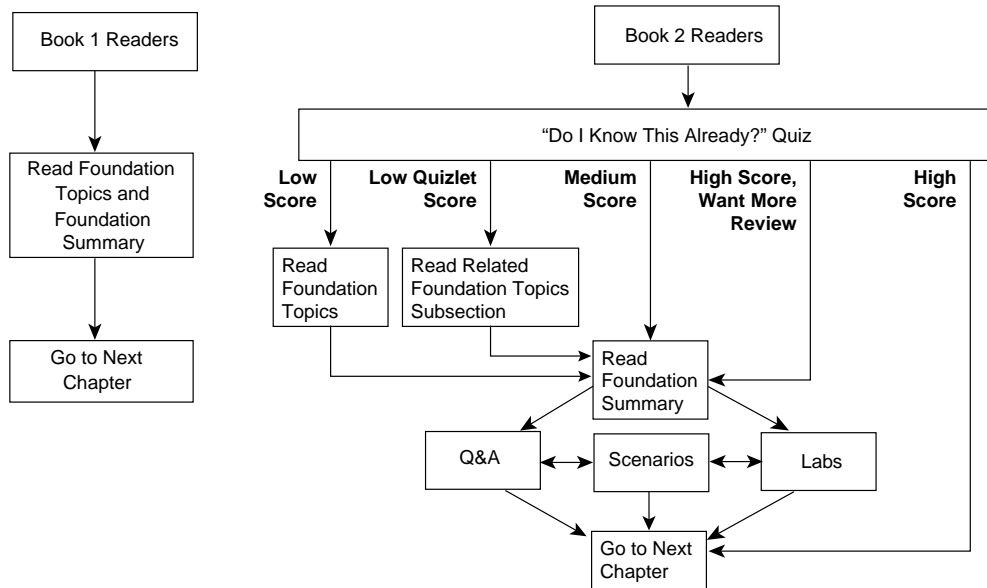 Book 1 Readers
Read Foundation
Topics and
Foundation
Summary
Go to Next
Chapter
Book 2 Readers
“Do I Know This Already?” Quiz
Low
Score
Low Quizlet
Score
Medium
Score
High Score,
Want More
Review
High
Score
Read
Foundation
Topics
Read Related
Foundation Topics
Subsection
Read
Foundation
Summary
Q&A
Scenarios
Labs
Go to Next
Chapter